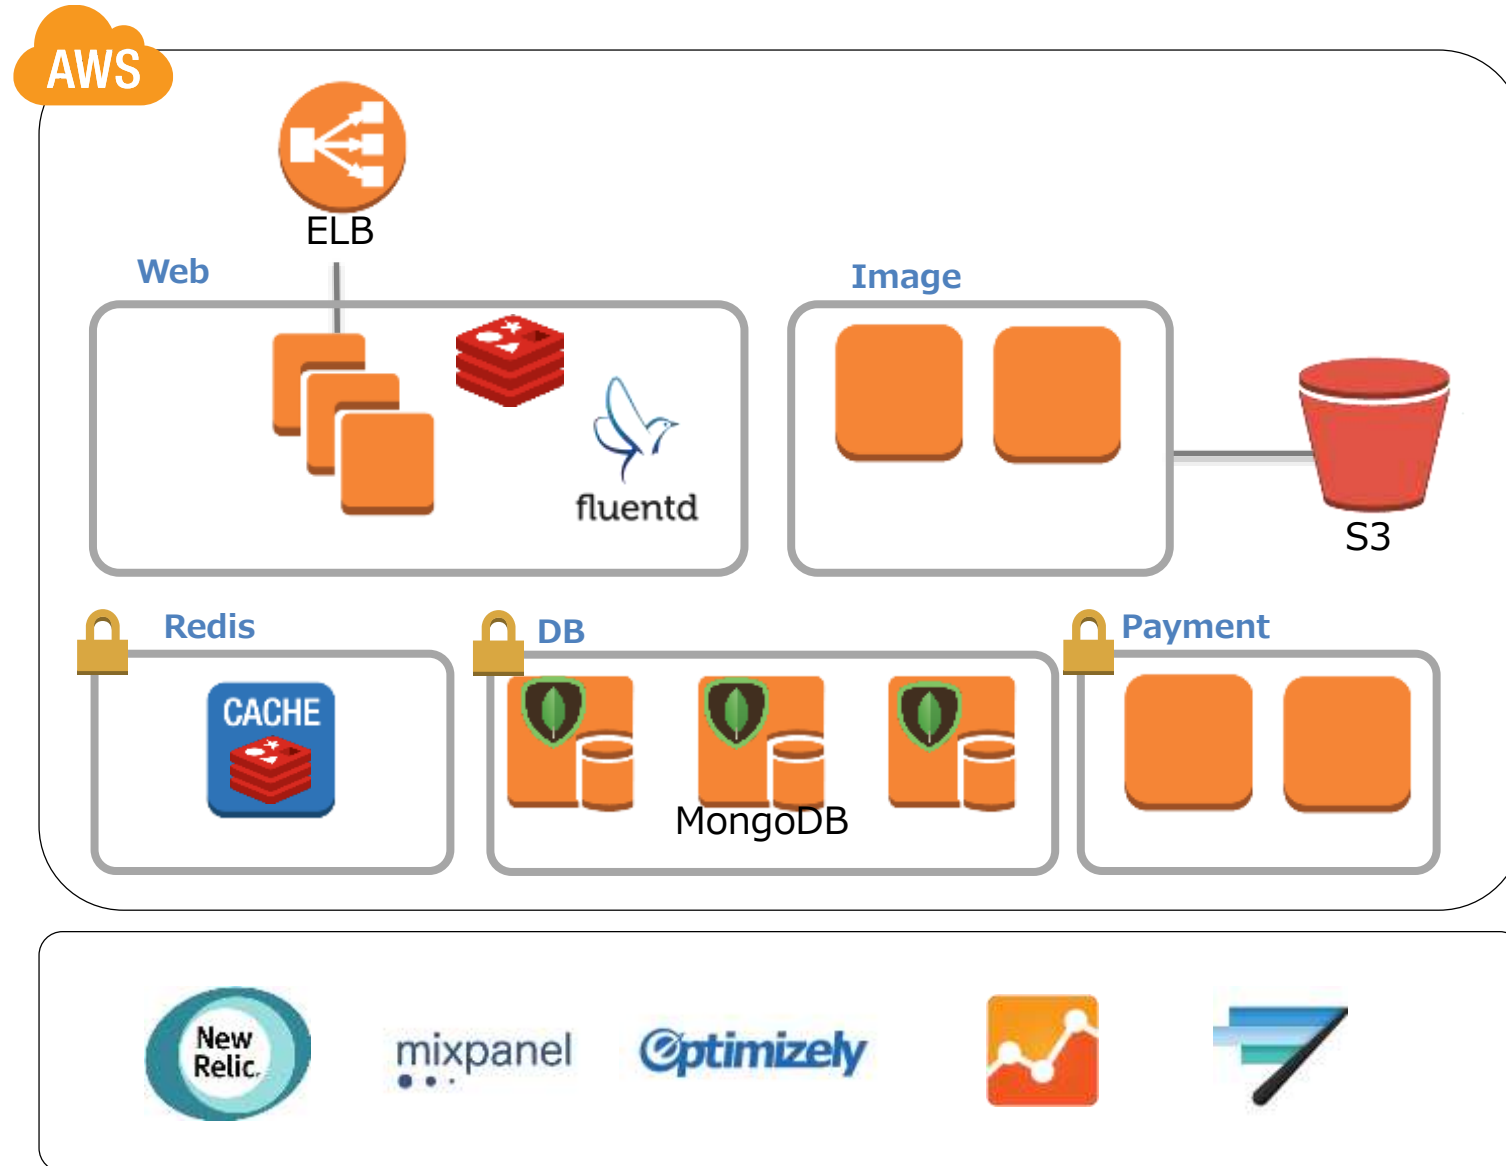 AWS
ELB
Web
Image
fluentd
S3
Redis
DB
Payment
CACHE
MongoDB
New
Relic.
mixpanel
Optimizely